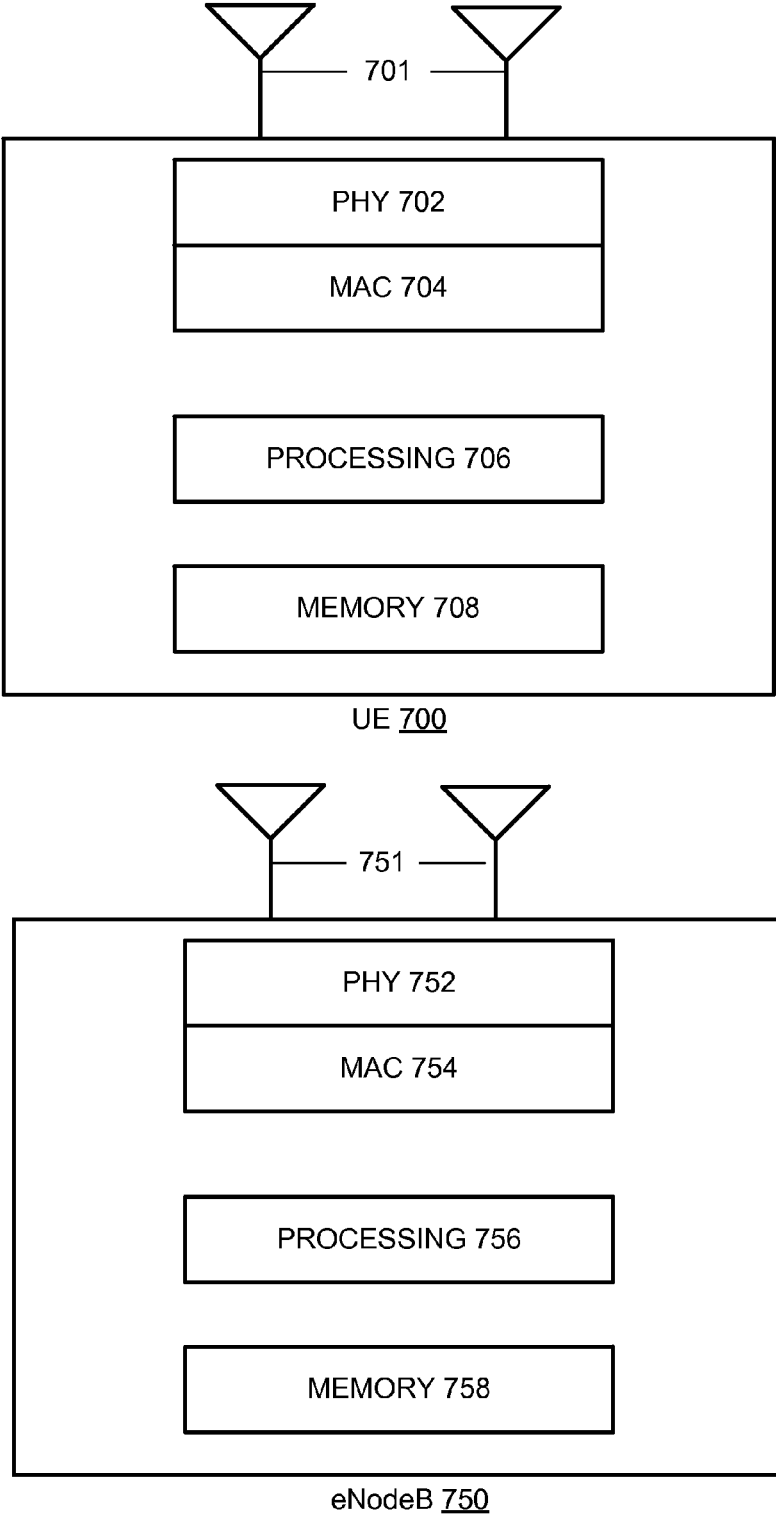 701
PHY 702
MAC 704
PROCESSING 706
MEMORY 708
UE 700
751
PHY 752
MAC 754
PROCESSING 756
MEMORY 758
eNodeB 750